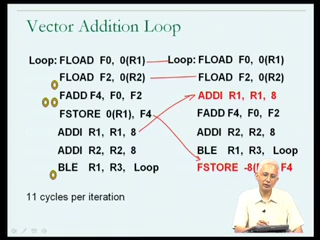 Vector Addition Loop
Loop: FLOAD F0, 0(R1)
FLOAD F2, 0(R2)
FADD F4, F0, F2
FSTORE 0(R1), F4
ADDI R1, R1, 8
ADDI R2, R2, 8
BLE R1, R3, Loop
11 cycles per iteration
Loop: FLOAD F0, 0(R1)
FLOAD F2, 0(R2)
ADDI R1, R1, 8
FADD F4, F0, F2
ADDI R2, R2, 8
BLE R1, R3, Loop
FSTORE -8( F4